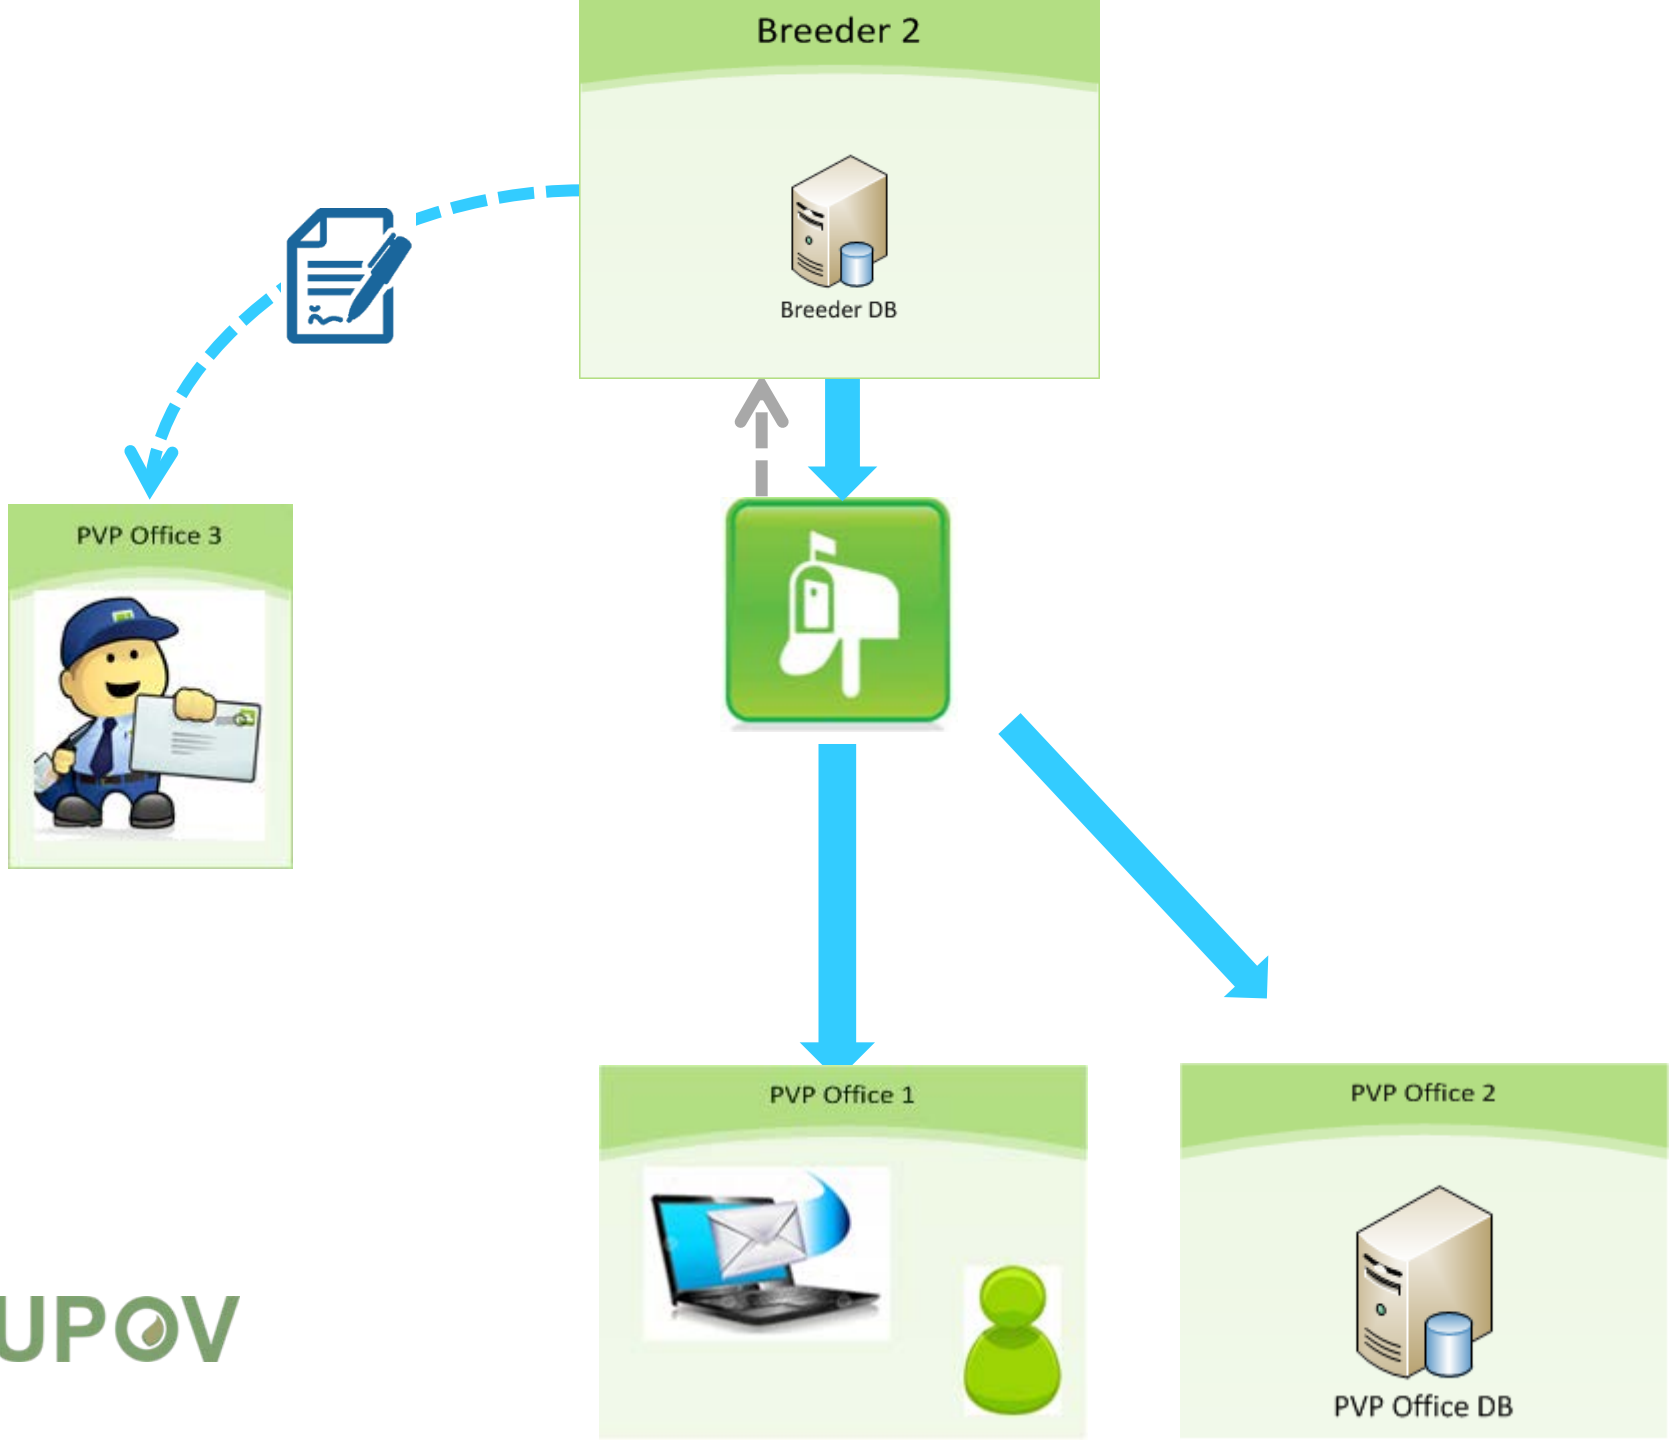 Breeder 2
Breeder DB
PVP Office 3
PVP Office 1
PVP Office 2
PVP Office DB
UPOV